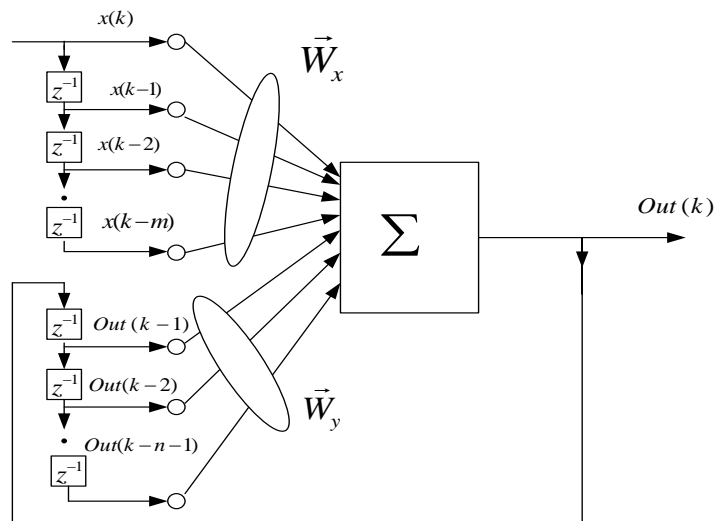 x(k)
W⃗x
z⁻¹
x(k−1)
z⁻¹
x(k−2)
z⁻¹
x(k−m)
Σ
Out(k)
z⁻¹
Out(k−1)
z⁻¹
Out(k−2)
W⃗y
Out(k−n−1)
z⁻¹